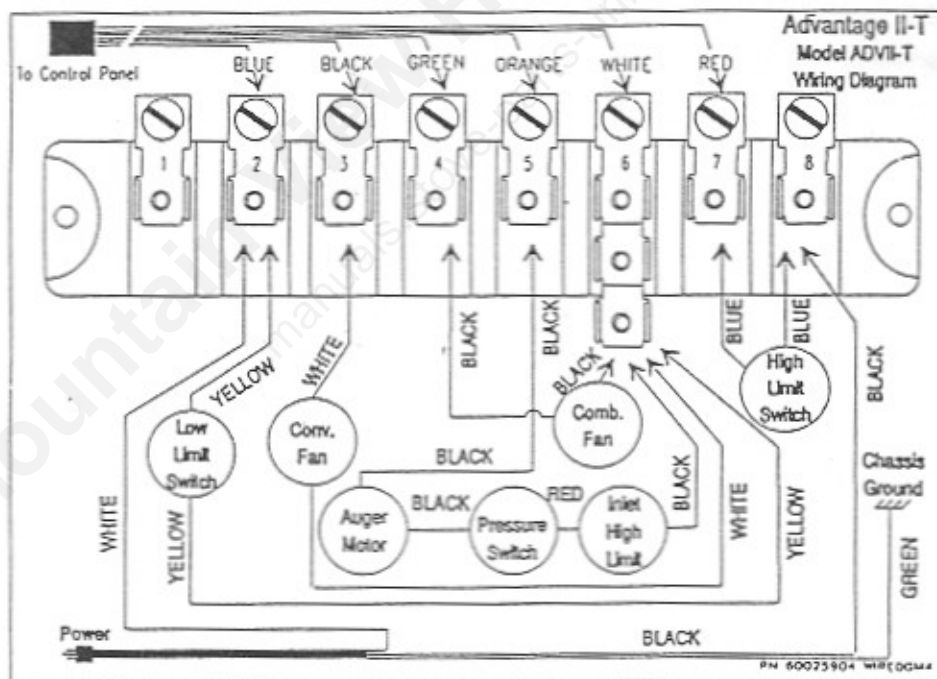 Advantage II-T
Model ADVII-T
Wiring Diagram
To Control Panel
BLUE
BLACK
GREEN
ORANGE
WHITE
RED
1
2
3
4
5
6
7
8
BLACK
BLACK
BLUE
BLUE
WHITE
YELLOW
BLACK
BLACK
High
Limit
Switch
Low
Limit
Switch
Conv.
Fan
Comb.
Fan
BLACK
Chassis
Ground
WHITE
YELLOW
Auger
Motor
BLACK
Pressure
Switch
RED
Inlet
High
Limit
BLACK
WHITE
YELLOW
GREEN
Power
BLACK
PN 60025904